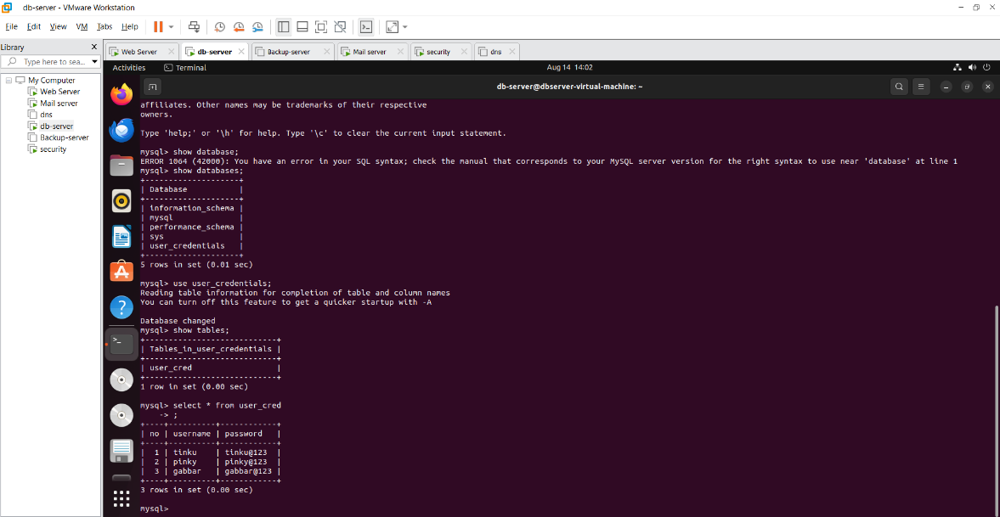 db-server - VMware Workstation
File Edit View VM Tabs Help
Library
Type here to sea...
My Computer
Web Server
Mail server
dns
db-server
Backup-server
security
Web Server db-server Backup-server Mail server security dns
Activities Terminal Aug 14 14:02
db-server@dbserver-virtual-machine: ~
affiliates. Other names may be trademarks of their respective
owners.
Type 'help;' or '\h' for help. Type '\c' to clear the current input statement.
mysql> show database;
ERROR 1064 (42000): You have an error in your SQL syntax; check the manual that corresponds to your MySQL server version for the right syntax to use near 'database' at line 1
mysql> show databases;
+--------------------+
| Database           |
+--------------------+
| information_schema |
| mysql              |
| performance_schema |
| sys                |
| user_credentials   |
+--------------------+
5 rows in set (0.01 sec)
mysql> use user_credentials;
Reading table information for completion of table and column names
You can turn off this feature to get a quicker startup with -A
Database changed
mysql> show tables;
+----------------------------+
| Tables_in_user_credentials |
+----------------------------+
| user_cred                  |
+----------------------------+
1 row in set (0.00 sec)
mysql> select * from user_cred
    -> ;
+----+----------+------------+
| no | username | password   |
+----+----------+------------+
|  1 | tinku    | tinku@123  |
|  2 | pinky    | pinky@123  |
|  3 | gabbar   | gabbar@123 |
+----+----------+------------+
3 rows in set (0.00 sec)
mysql>